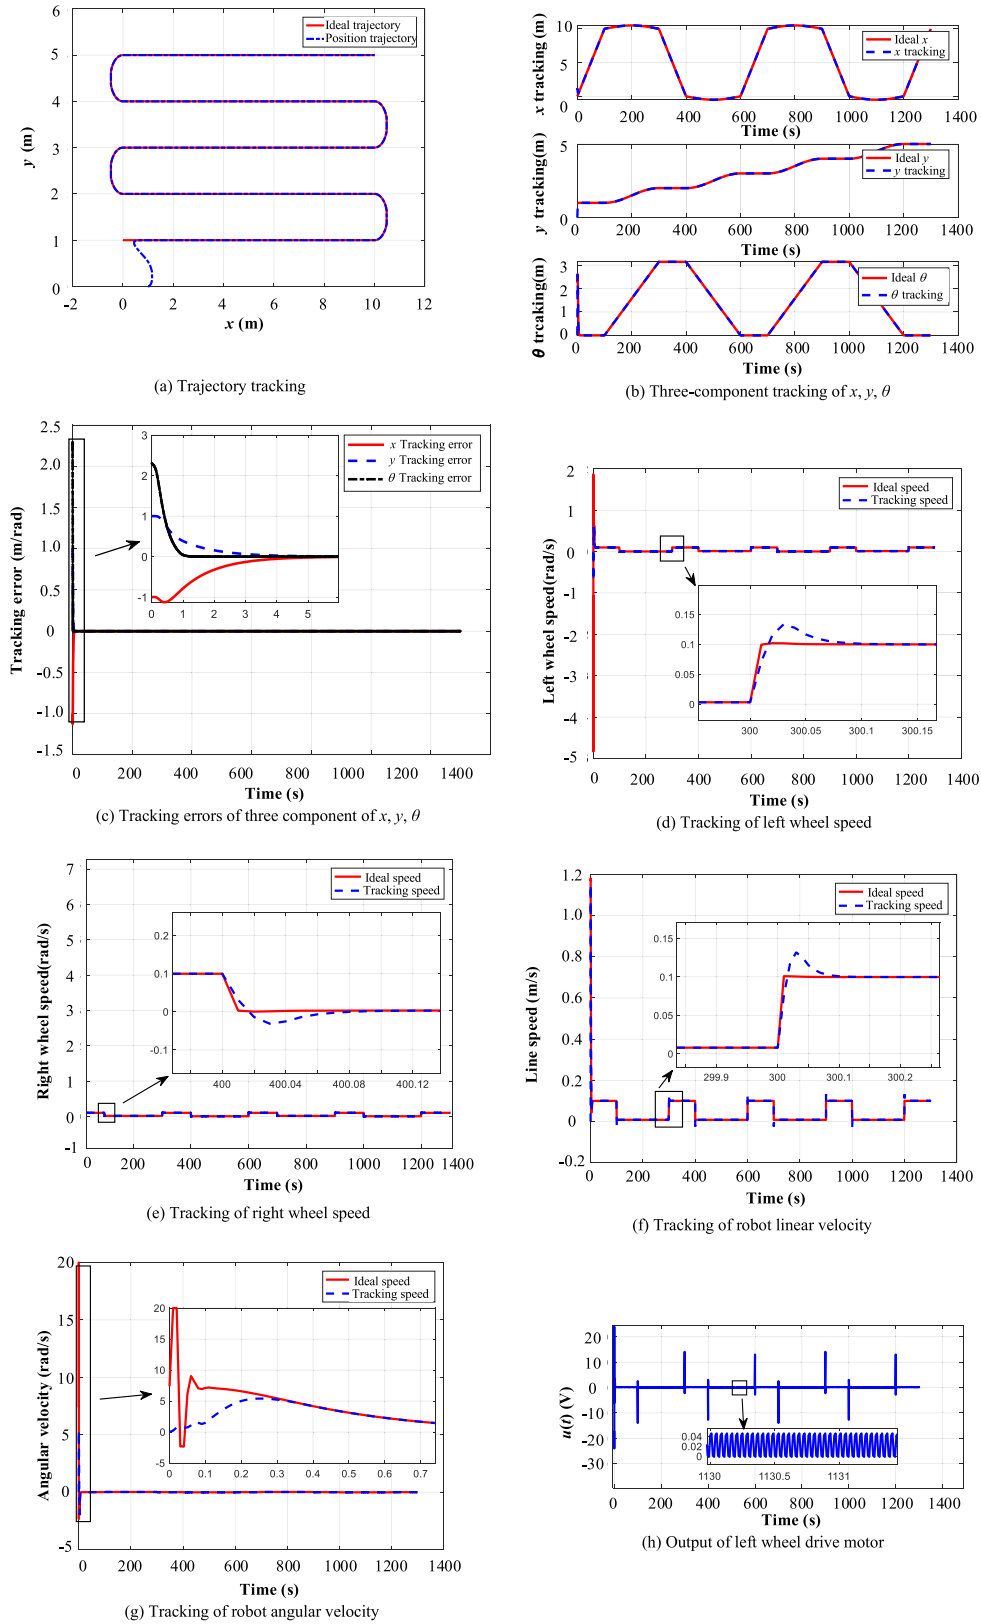 Ideal trajectory
Position trajectory
6
5
4
3
2
1
0
y (m)
-2 0 2 4 6 8 10 12
x (m)
(a) Trajectory tracking
10
5
0
x tracking (m)
Ideal x
x tracking
0 200 400 600 800 1000 1200 1400
Time (s)
5
0
y tracking(m)
Ideal y
y tracking
0 200 400 600 800 1000 1200 1400
Time (s)
3
2
1
0
θ trcaking(m)
Ideal θ
θ tracking
0 200 400 600 800 1000 1200 1400
Time (s)
(b) Three-component tracking of x, y, θ
2.5
2.0
1.5
1.0
0.5
0
-0.5
-1.0
-1.5
Tracking error (m/rad)
x Tracking error
y Tracking error
θ Tracking error
3
2
1
0
-1
0 1 2 3 4 5
0 200 400 600 800 1000 1200 1400
Time (s)
(c) Tracking errors of three component of x, y, θ
2
1
0
-1
-2
-3
-4
-5
Left wheel speed(rad/s)
Ideal speed
Tracking speed
0.15
0.1
0.05
0
300 300.05 300.1 300.15
0 200 400 600 800 1000 1200 1400
Time (s)
(d) Tracking of left wheel speed
7
6
5
4
3
2
1
0
-1
Right wheel speed(rad/s)
Ideal speed
Tracking speed
0.2
0.1
0
-0.1
400 400.04 400.08 400.12
0 200 400 600 800 1000 1200 1400
Time (s)
(e) Tracking of right wheel speed
1.2
1.0
0.8
0.6
0.4
0.2
0
-0.2
Line speed (m/s)
Ideal speed
Tracking speed
0.15
0.1
0.05
0
299.9 300 300.1 300.2
0 200 400 600 800 1000 1200 1400
Time (s)
(f) Tracking of robot linear velocity
20
15
10
5
0
-5
Angular velocity (rad/s)
Ideal speed
Tracking speed
20
15
10
5
0
-5
0 0.1 0.2 0.3 0.4 0.5 0.6 0.7
0 200 400 600 800 1000 1200 1400
Time (s)
(g) Tracking of robot angular velocity
20
10
0
-10
-20
-30
u(t) (V)
0.04
0.02
0
1130 1130.5 1131
0 200 400 600 800 1000 1200 1400
Time (s)
(h) Output of left wheel drive motor